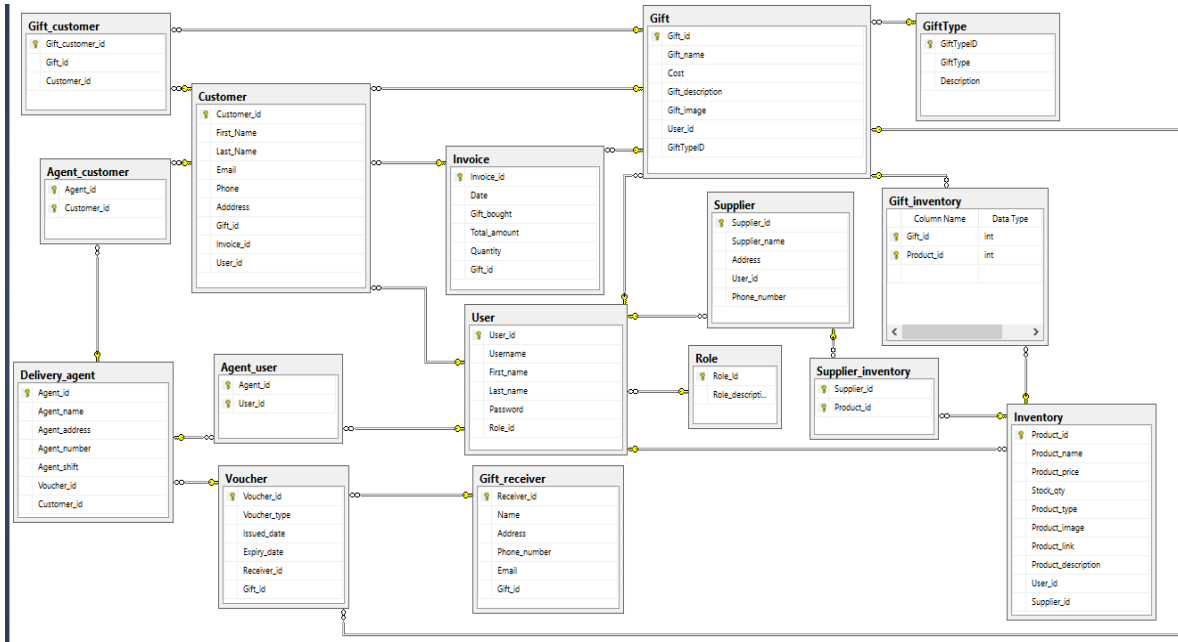 Gift_customer
Gift_customer_id
Gift_id
Customer_id
Customer
Customer_id
First_Name
Last_Name
Email
Phone
Adddress
Gift_id
Invoice_id
User_id
Agent_customer
Agent_id
Customer_id
Invoice
Invoice_id
Date
Gift_bought
Total_amount
Quantity
Gift_id
Gift
Gift_id
Gift_name
Cost
Gift_description
Gift_image
User_id
GiftTypeID
GiftType
GiftTypeID
GiftType
Description
Supplier
Supplier_id
Supplier_name
Address
User_id
Phone_number
Gift_inventory
Column Name Data Type
Gift_id int
Product_id int
User
User_id
Username
First_name
Last_name
Password
Role_id
Role
Role_id
Role_descripti...
Supplier_inventory
Supplier_id
Product_id
Delivery_agent
Agent_id
Agent_name
Agent_address
Agent_number
Agent_shift
Voucher_id
Customer_id
Agent_user
Agent_id
User_id
Voucher
Voucher_id
Voucher_type
Issued_date
Expiry_date
Receiver_id
Gift_id
Gift_receiver
Receiver_id
Name
Address
Phone_number
Email
Gift_id
Inventory
Product_id
Product_name
Product_price
Stock_qty
Product_type
Product_image
Product_link
Product_description
User_id
Supplier_id